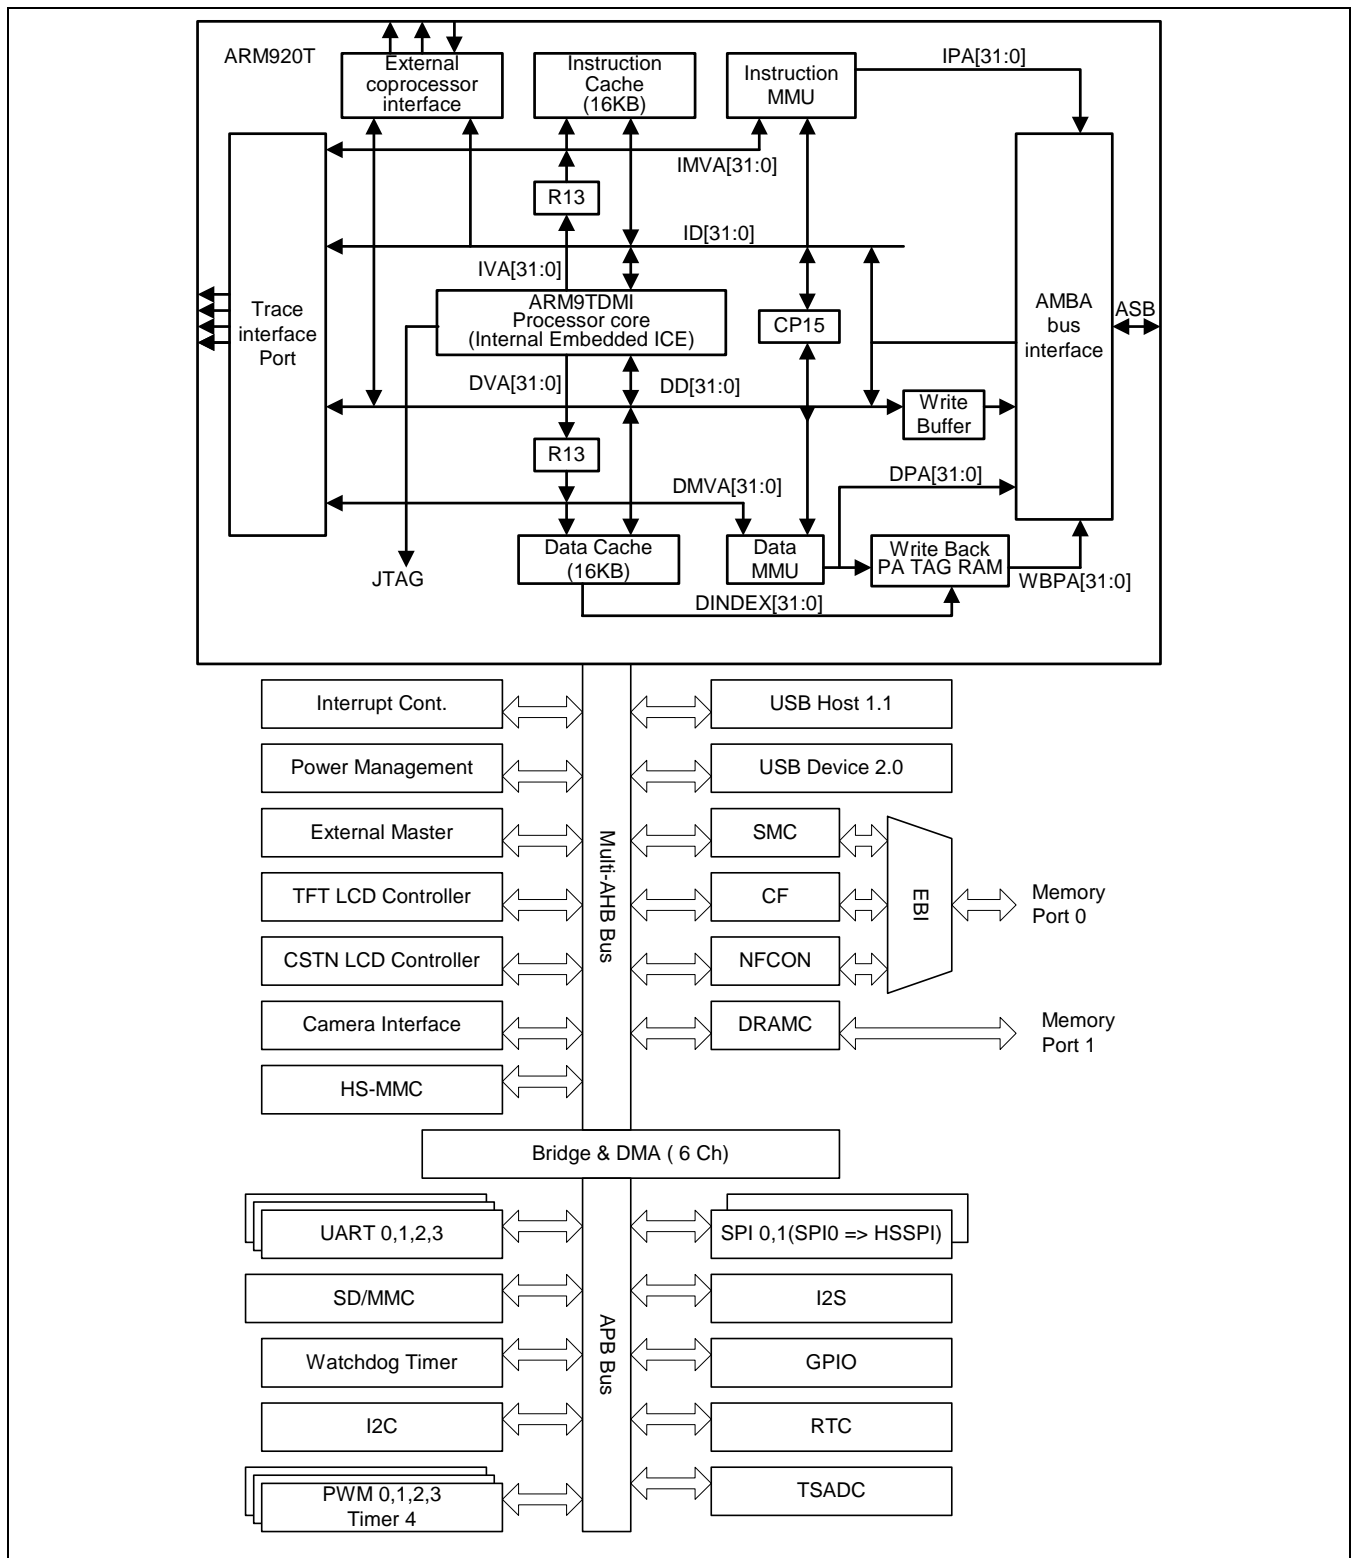 ARM920T
External
coprocessor
interface
Instruction
Cache
(16KB)
Instruction
MMU
IPA[31:0]
IMVA[31:0]
R13
ID[31:0]
IVA[31:0]
Trace
interface
Port
ARM9TDMI
Processor core
(Internal Embedded ICE)
CP15
AMBA
bus
interface
ASB
DVA[31:0]
DD[31:0]
Write
Buffer
R13
DPA[31:0]
DMVA[31:0]
JTAG
Data Cache
(16KB)
Data
MMU
Write Back
PA TAG RAM
WBPA[31:0]
DINDEX[31:0]
Interrupt Cont.
USB Host 1.1
Power Management
USB Device 2.0
External Master
SMC
Multi-AHB Bus
TFT LCD Controller
CF
EBI
Memory
Port 0
CSTN LCD Controller
NFCON
Camera Interface
DRAMC
Memory
Port 1
HS-MMC
Bridge & DMA ( 6 Ch)
UART 0,1,2,3
SPI 0,1(SPI0 => HSSPI)
SD/MMC
I2S
APB Bus
Watchdog Timer
GPIO
I2C
RTC
PWM 0,1,2,3
Timer 4
TSADC